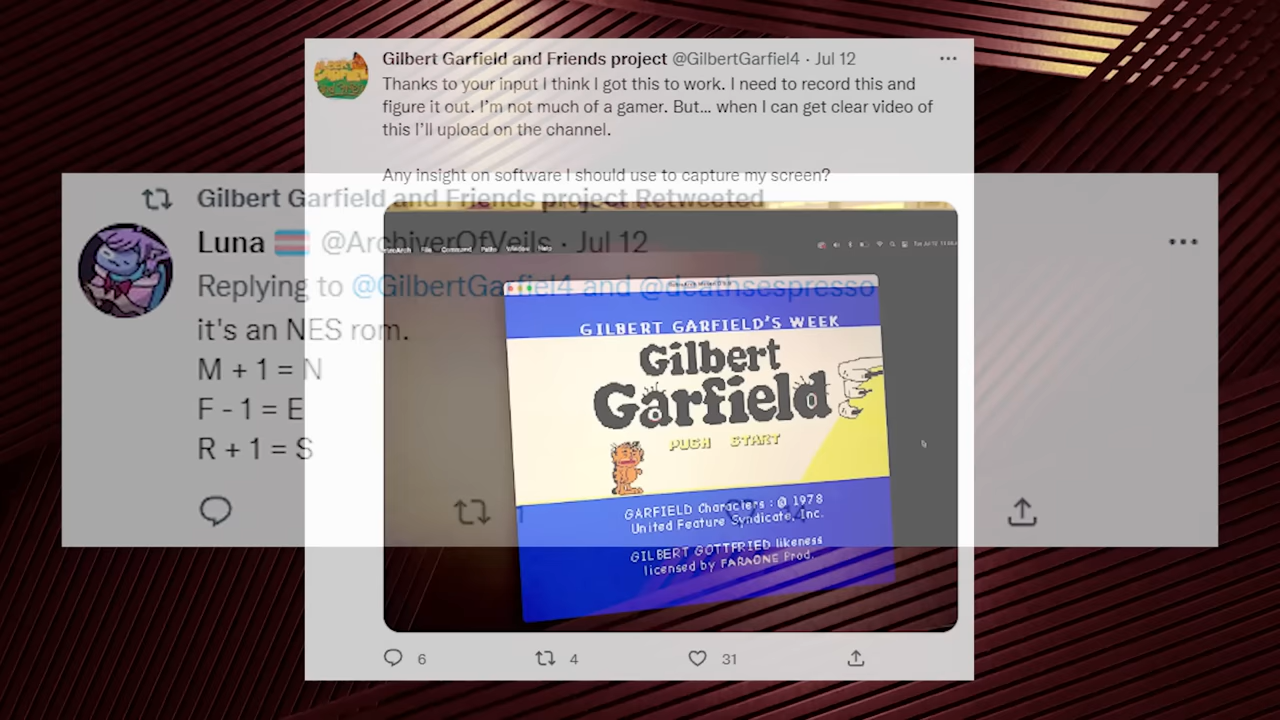 Gilbert Garfield and Friends project @GilbertGarfiel4 · Jul 12
Thanks to your input I think I got this to work. I need to record this and
figure it out. I'm not much of a gamer. But... when I can get clear video of
this I'll upload on the channel.
Any insight on software I should use to capture my screen?
Gilbert Garfield and Friends project Retweeted
Luna @ArchiverOfVeils · Jul 12
Replying to @GilbertGarfiel4 and @deathsespresso
it's an NES rom.
M + 1 = N
F - 1 = E
R + 1 = S
File Command Paths Window Help
GILBERT GARFIELD'S WEEK
Gilbert
Garfield
PUSH START
GARFIELD Characters : © 1978
United Feature Syndicate, Inc.
GILBERT GOTTFRIED likeness
licensed by FARAONE Prod.
6 4 31